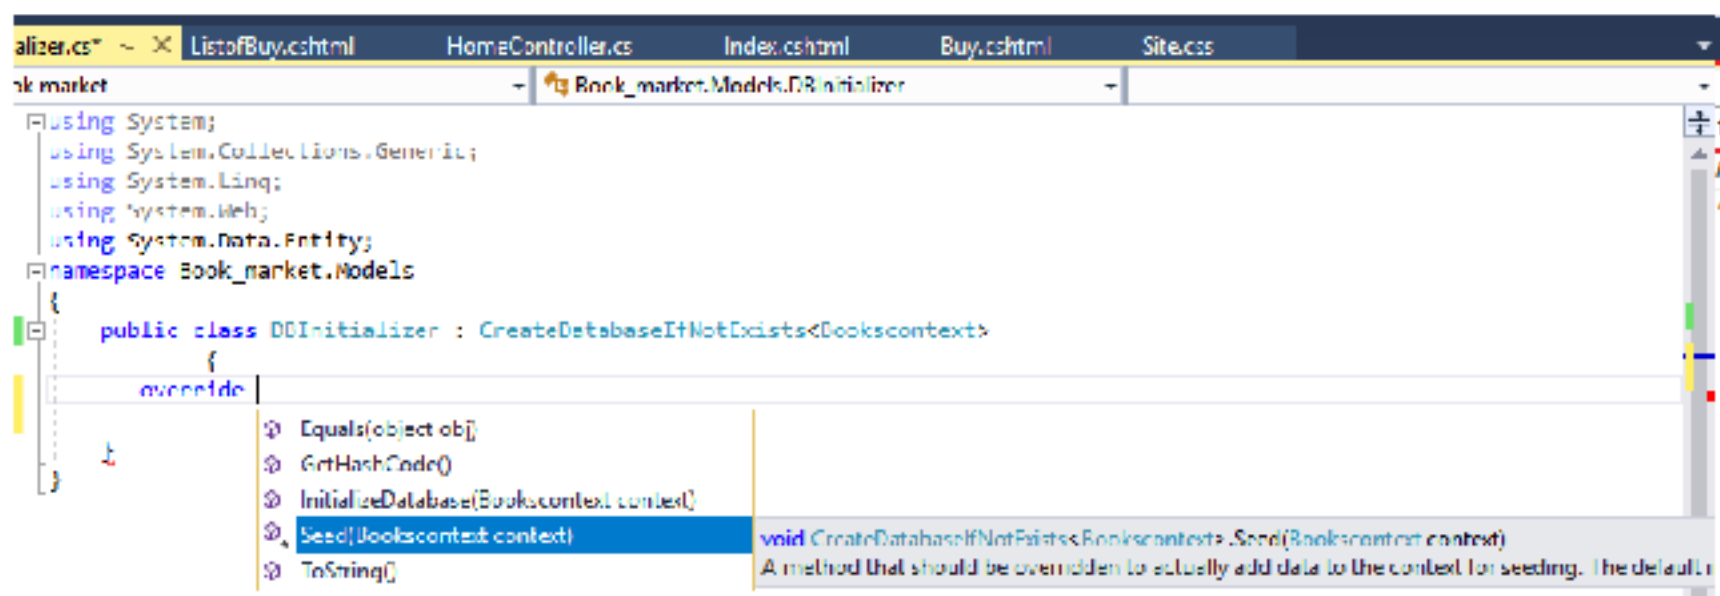 alizer.cs* ListofBuy.cshtml HomeController.cs Index.cshtml Buy.cshtml Site.css
ok market Book_market.Models.DBInitializer
using System;
using System.Collections.Generic;
using System.Linq;
using System.Web;
using System.Data.Entity;
namespace Book_market.Models
{
public class DBInitializer : CreateDatabaseIfNotExists<Bookscontext>
{
override
Equals(object obj)
GetHashCode()
InitializeDatabase(Bookscontext context)
Seed(Bookscontext context) void CreateDatabaseIfNotExists<Bookscontext>.Seed(Bookscontext context)
ToString() A method that should be overridden to actually add data to the context for seeding. The default
}
}